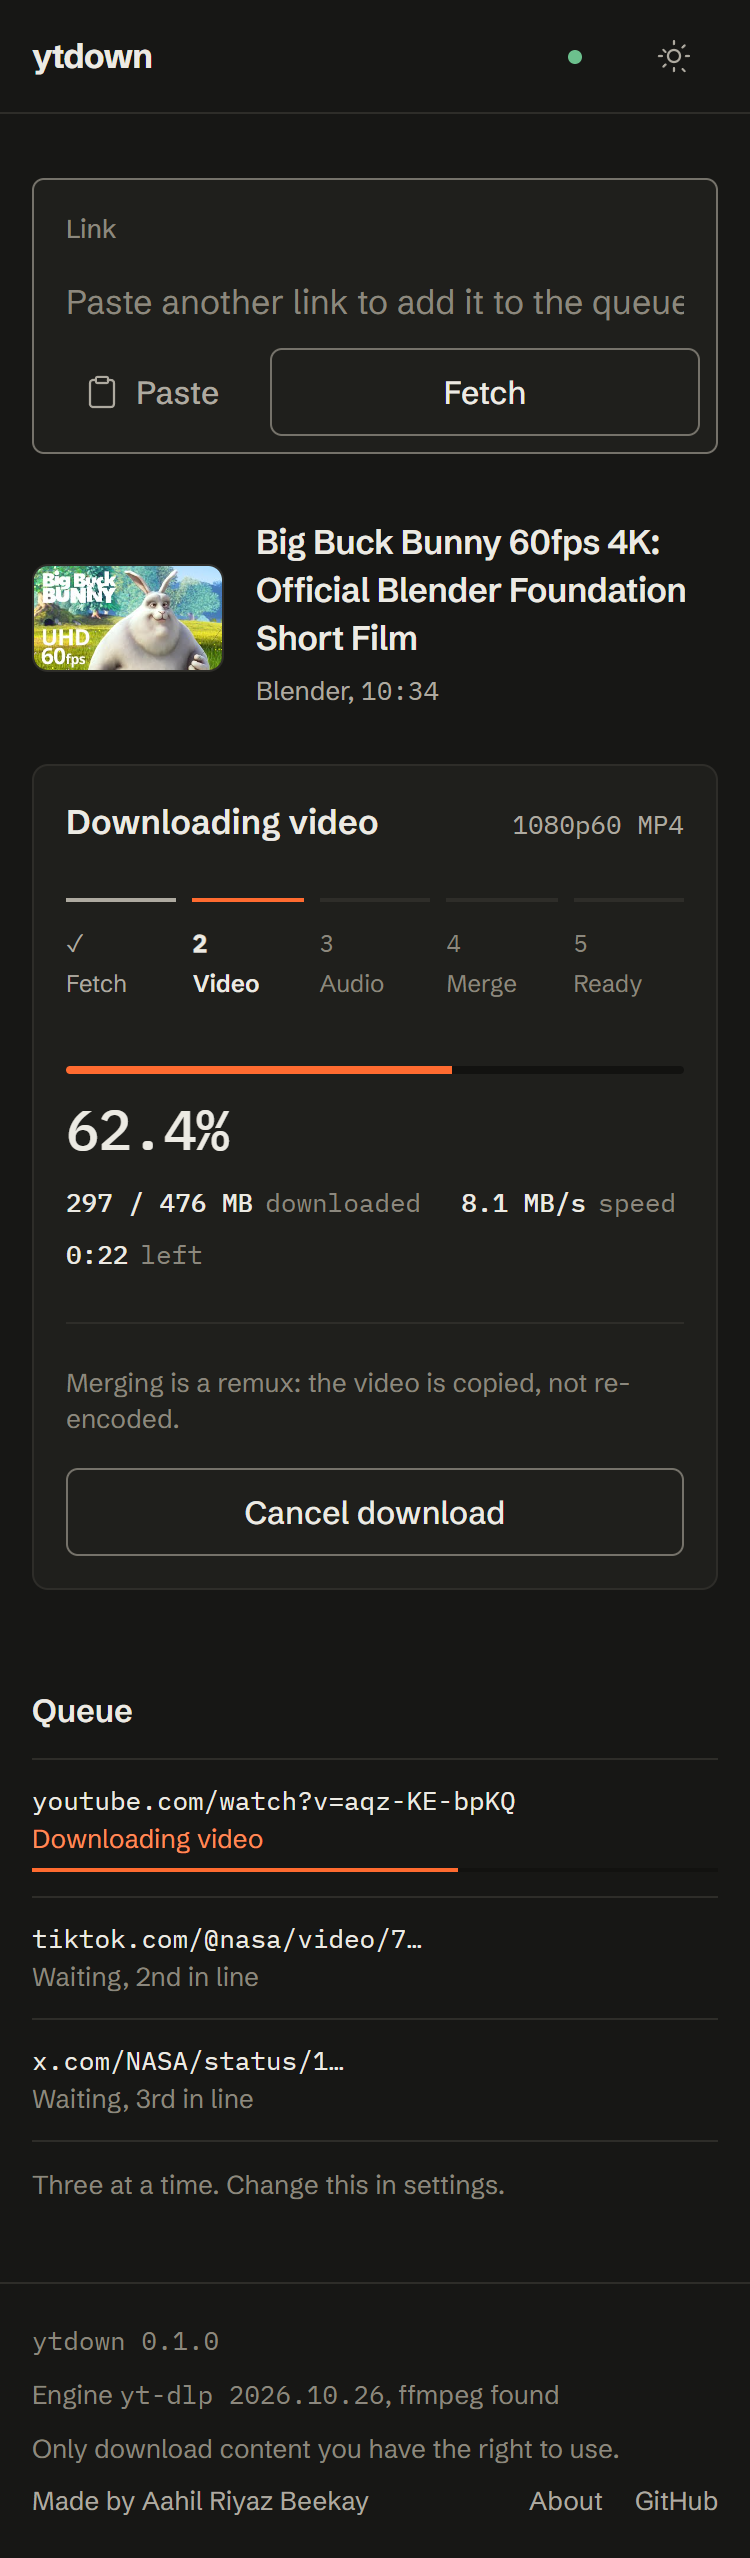 ytdown
Link
Paste another link to add it to the queue
Paste
Fetch
Big Buck
BUNNY
UHD
60fps
Big Buck Bunny 60fps 4K:
Official Blender Foundation
Short Film
Blender, 10:34
Downloading video
1080p60 MP4
✓ 2 3 4 5
Fetch Video Audio Merge Ready
62.4%
297 / 476 MB downloaded 8.1 MB/s speed
0:22 left
Merging is a remux: the video is copied, not re-
encoded.
Cancel download
Queue
youtube.com/watch?v=aqz-KE-bpKQ
Downloading video
tiktok.com/@nasa/video/7…
Waiting, 2nd in line
x.com/NASA/status/1…
Waiting, 3rd in line
Three at a time. Change this in settings.
ytdown 0.1.0
Engine yt-dlp 2026.10.26, ffmpeg found
Only download content you have the right to use.
Made by Aahil Riyaz Beekay About GitHub